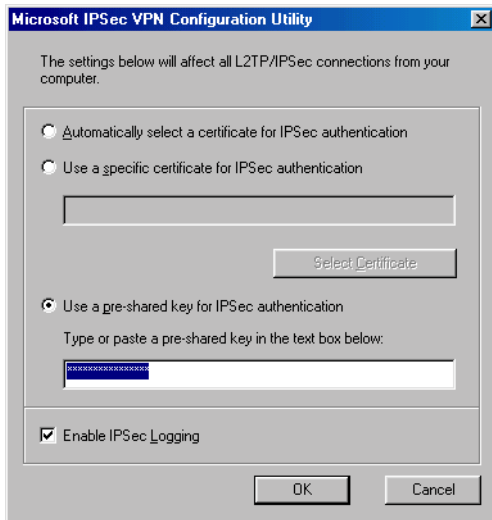 Microsoft IPSec VPN Configuration Utility
The settings below will affect all L2TP/IPSec connections from your
computer.
Automatically select a certificate for IPSec authentication
Use a specific certificate for IPSec authentication
Select Certificate
Use a pre-shared key for IPSec authentication
Type or paste a pre-shared key in the text box below:
****************
Enable IPSec Logging
OK
Cancel